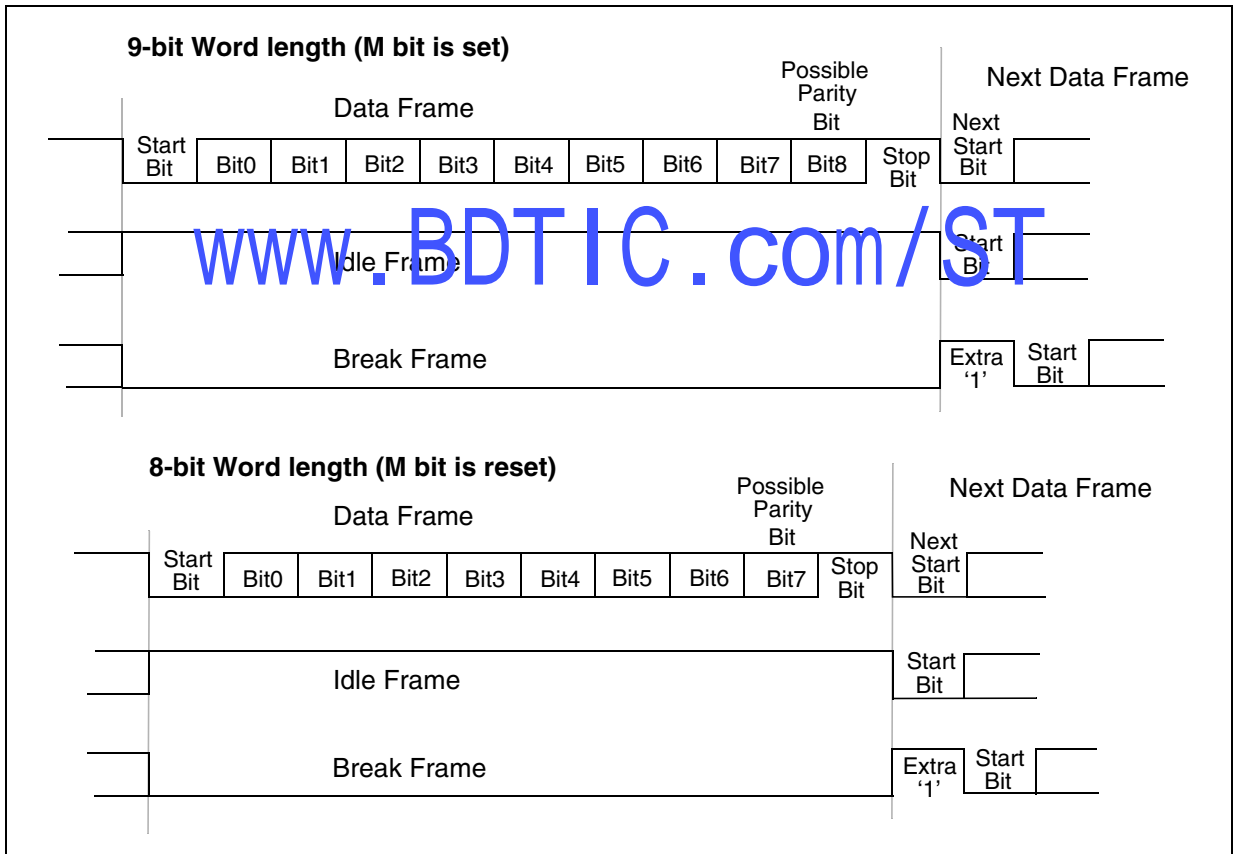 9-bit Word length (M bit is set)
Possible
Parity
Bit
Next Data Frame
Data Frame
Next
Start
Bit
Start
Bit
Bit0
Bit1
Bit2
Bit3
Bit4
Bit5
Bit6
Bit7
Bit8
Stop
Bit
www.BDTIC.com/ST
Idle Frame
Start
Bit
Break Frame
Extra
‘1’
Start
Bit
8-bit Word length (M bit is reset)
Possible
Parity
Bit
Next Data Frame
Data Frame
Next
Start
Bit
Start
Bit
Bit0
Bit1
Bit2
Bit3
Bit4
Bit5
Bit6
Bit7
Stop
Bit
Idle Frame
Start
Bit
Break Frame
Extra
‘1’
Start
Bit